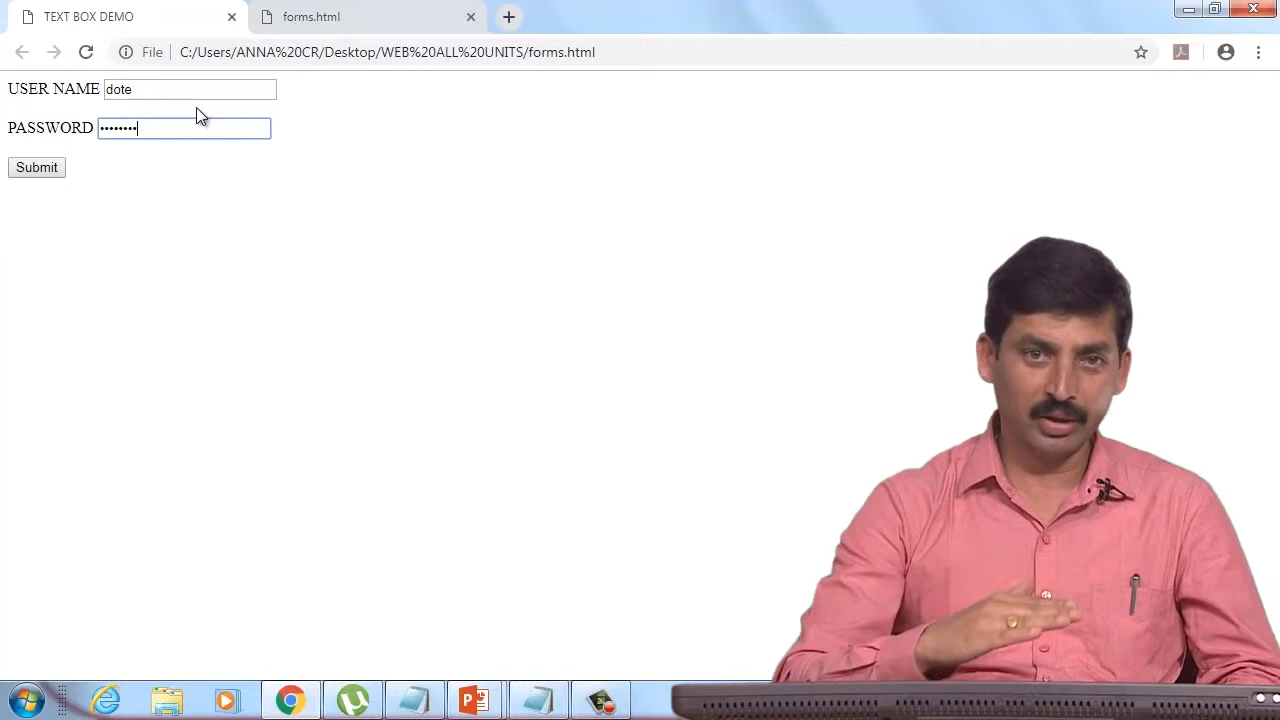 TEXT BOX DEMO
forms.html
File
C:/Users/ANNA%20CR/Desktop/WEB%20ALL%20UNITS/forms.html
USER NAME dote
PASSWORD ••••••••
Submit